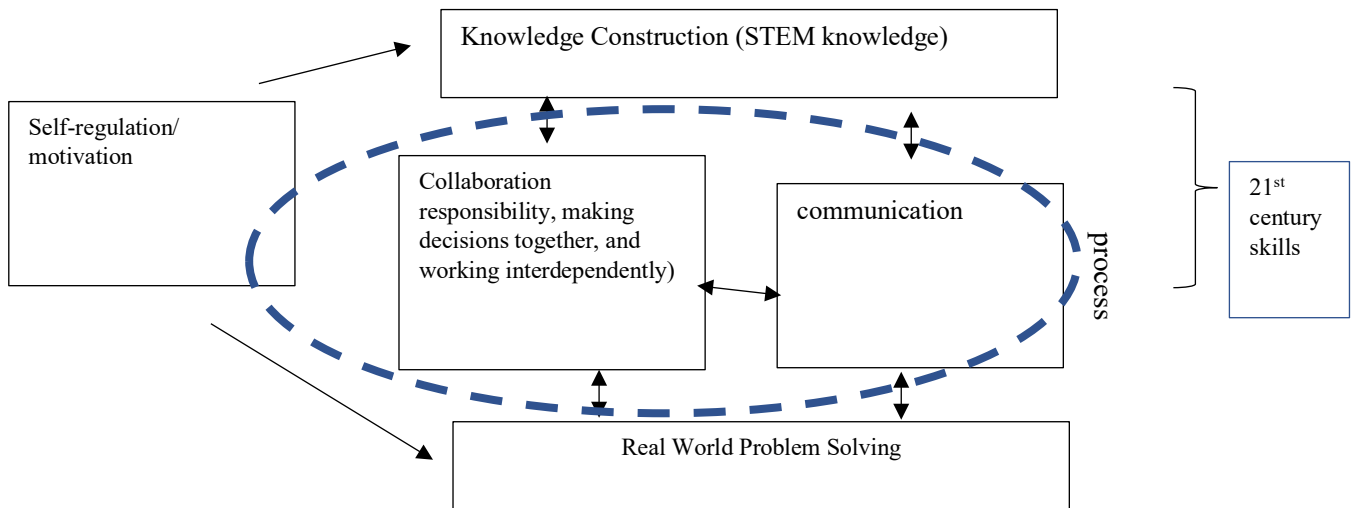 Knowledge Construction (STEM knowledge)
Self-regulation/
motivation
Collaboration
responsibility, making
decisions together, and
working interdependently)
communication
process
21st
century
skills
Real World Problem Solving